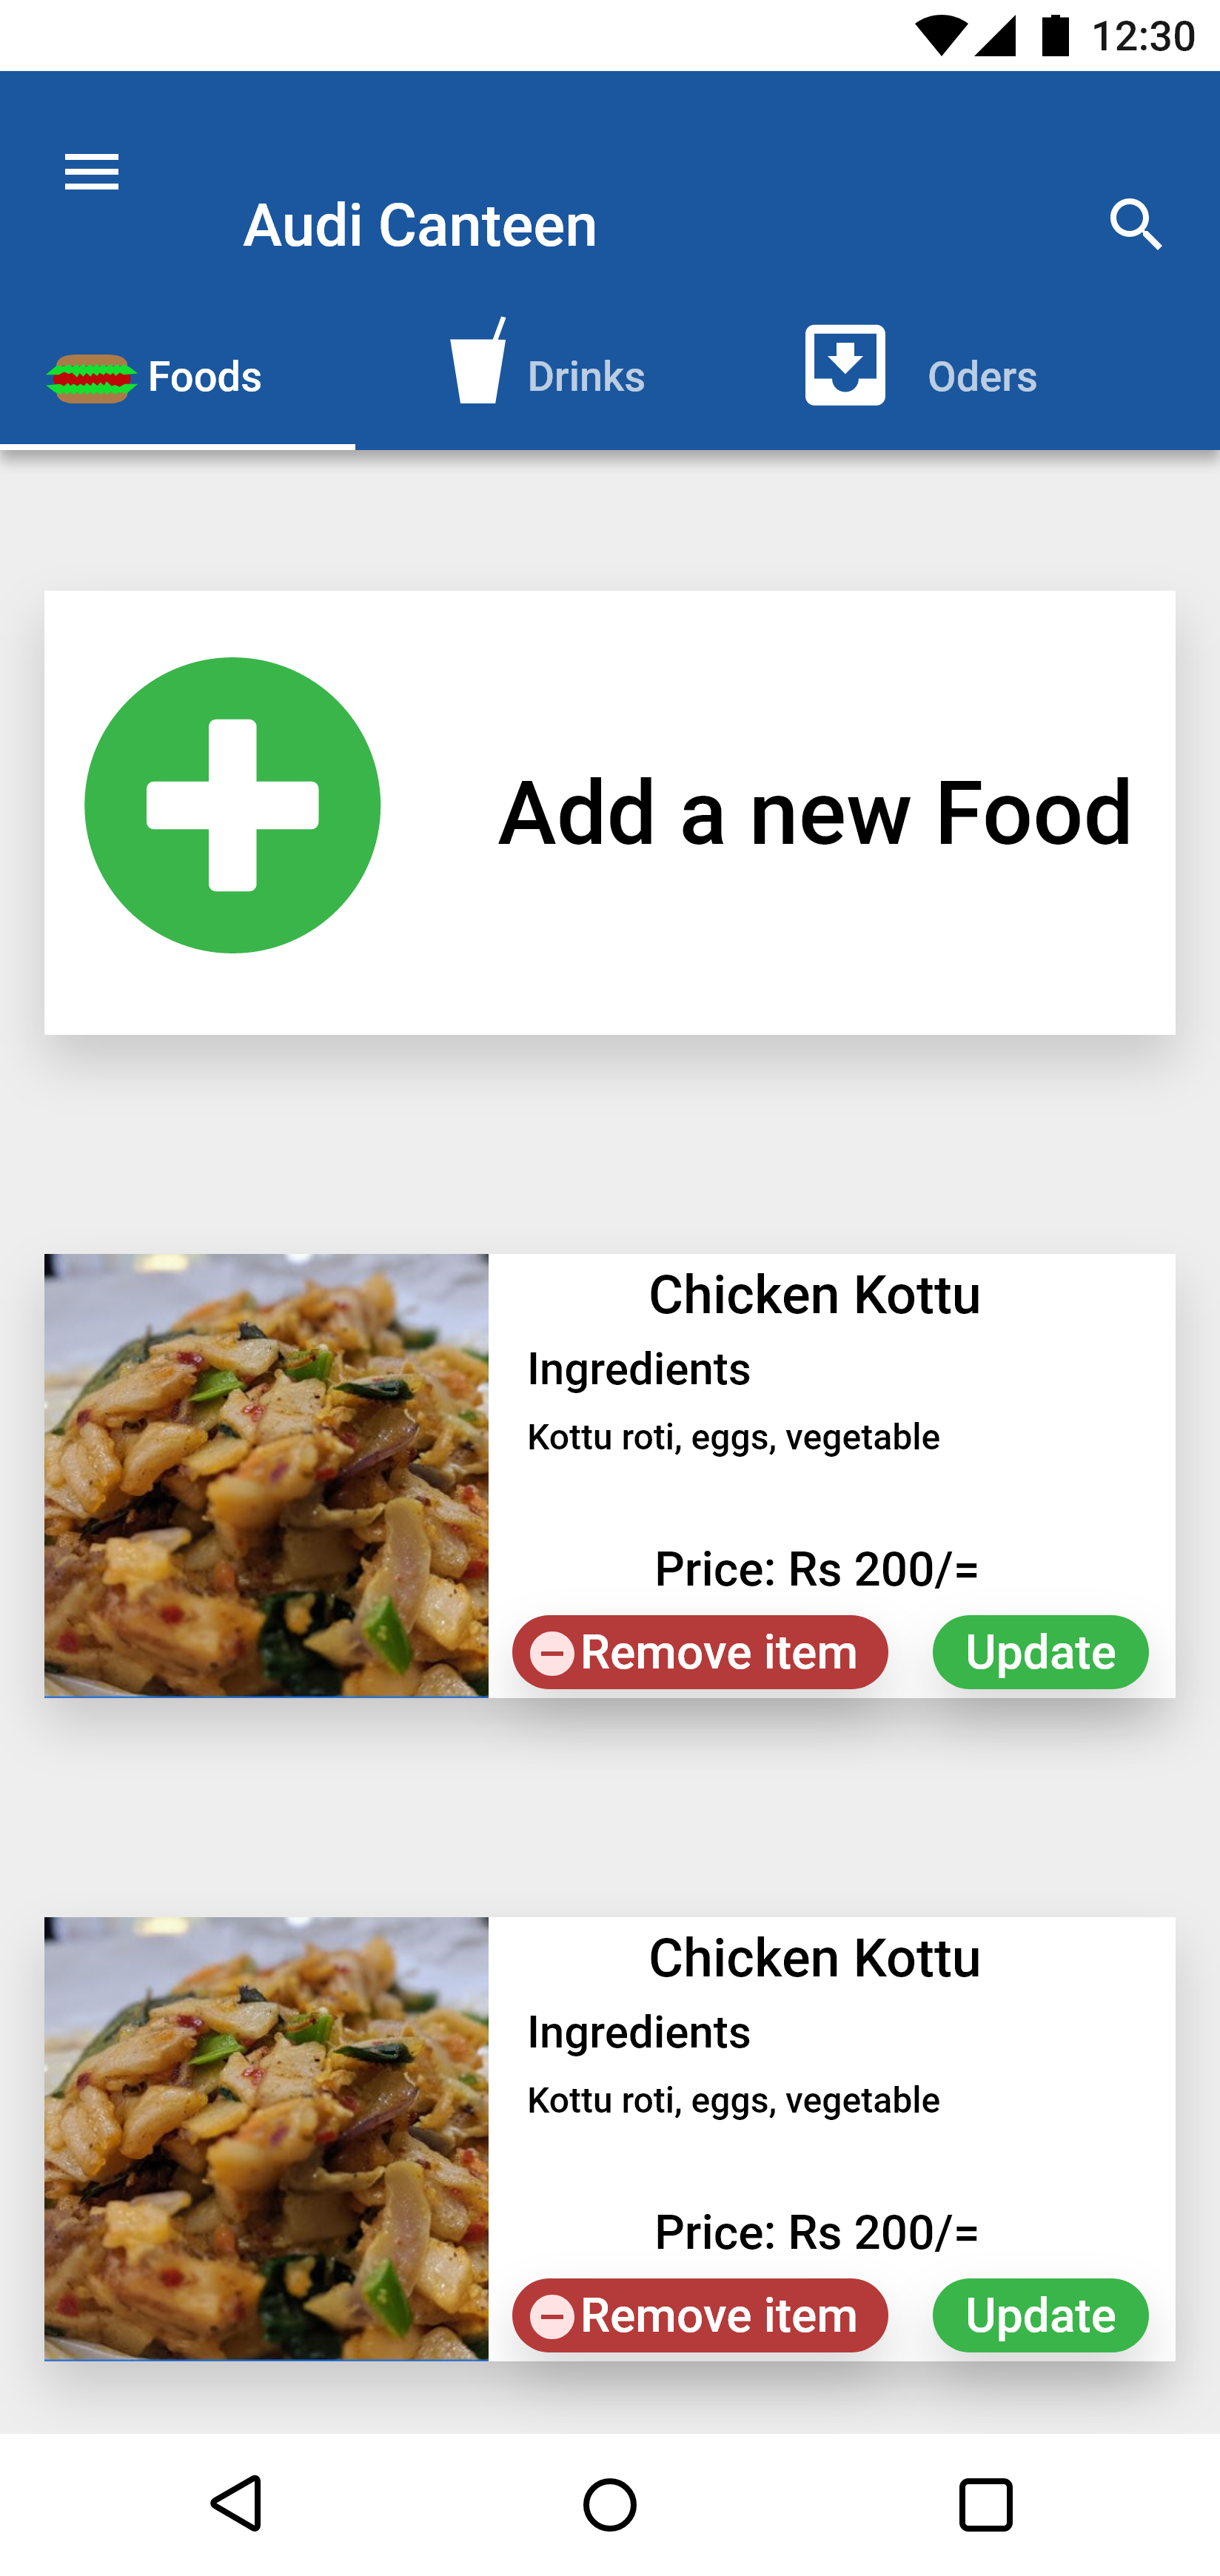 12:30
Audi Canteen
Foods
Drinks
Oders
Add a new Food
Chicken Kottu
Ingredients
Kottu roti, eggs, vegetable
Price: Rs 200/=
Remove item
Update
Chicken Kottu
Ingredients
Kottu roti, eggs, vegetable
Price: Rs 200/=
Remove item
Update